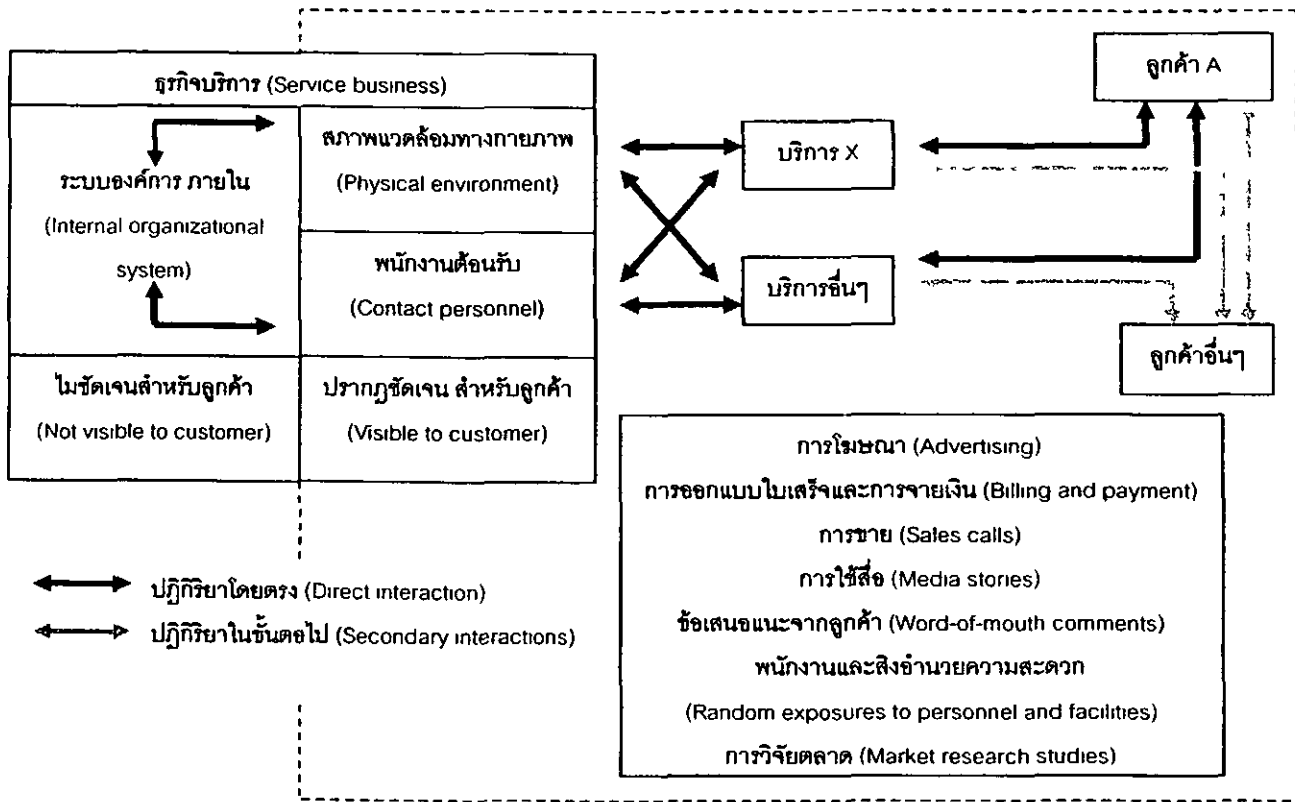 ธุรกิจบริการ (Service business)
ระบบองค์การ ภายใน
(Internal organizational
system)
สภาพแวดล้อมทางกายภาพ
(Physical environment)
พนักงานต้อนรับ
(Contact personnel)
ไม่ชัดเจนสำหรับลูกค้า
(Not visible to customer)
ปรากฏชัดเจน สำหรับลูกค้า
(Visible to customer)
บริการ X
บริการอื่นๆ
ลูกค้า A
ลูกค้าอื่นๆ
การโฆษณา (Advertising)
การออกแบบใบเสร็จและการจายเงิน (Billing and payment)
การขาย (Sales calls)
การใช้สื่อ (Media stories)
ข้อเสนอแนะจากลูกค้า (Word-of-mouth comments)
พนักงานและสิ่งอำนวยความสะดวก
(Random exposures to personnel and facilities)
การวิจัยตลาด (Market research studies)
ปฏิกิริยาโดยตรง (Direct interaction)
ปฏิกิริยาในขั้นตอไป (Secondary interactions)